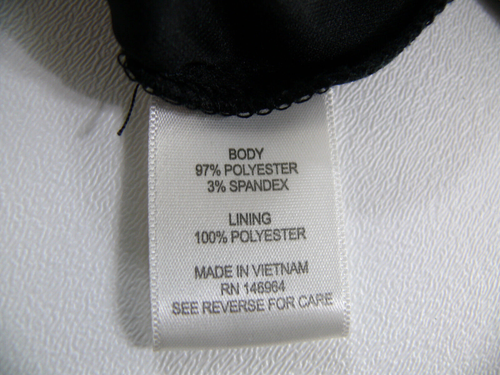 BODY
97% POLYESTER
3% SPANDEX
LINING
100% POLYESTER
MADE IN VIETNAM
RN 146964
SEE REVERSE FOR CARE